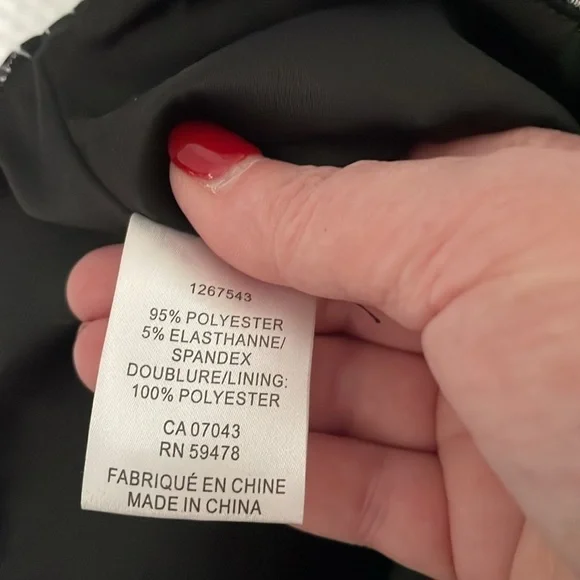 1267543
95% POLYESTER
5% ELASTHANNE/
SPANDEX
DOUBLURE/LINING:
100% POLYESTER
CA 07043
RN 59478
FABRIQUÉ EN CHINE
MADE IN CHINA